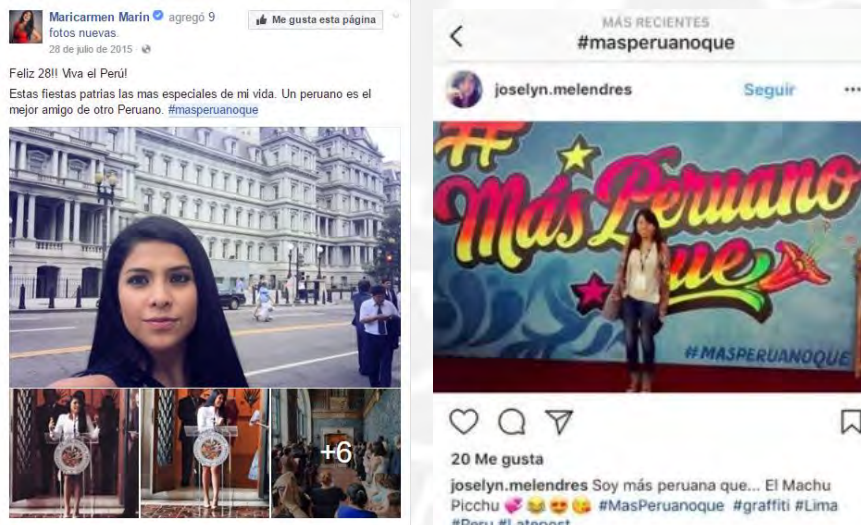 Maricarmen Marín agregó 9
fotos nuevas.
28 de julio de 2015
Me gusta esta página
Feliz 28!! Viva el Perú!
Estas fiestas patrias las mas especiales de mi vida. Un peruano es el
mejor amigo de otro Peruano. #masperuanoque
+6
MÁS RECIENTES
#masperuanoque
joselyn.melendres Seguir
#
Más Peruano
Que
#MASPERUANOQUE
20 Me gusta
joselyn.melendres Soy más peruana que... El Machu
Picchu #MasPeruanoque #graffiti #Lima
#Peru #Latepost